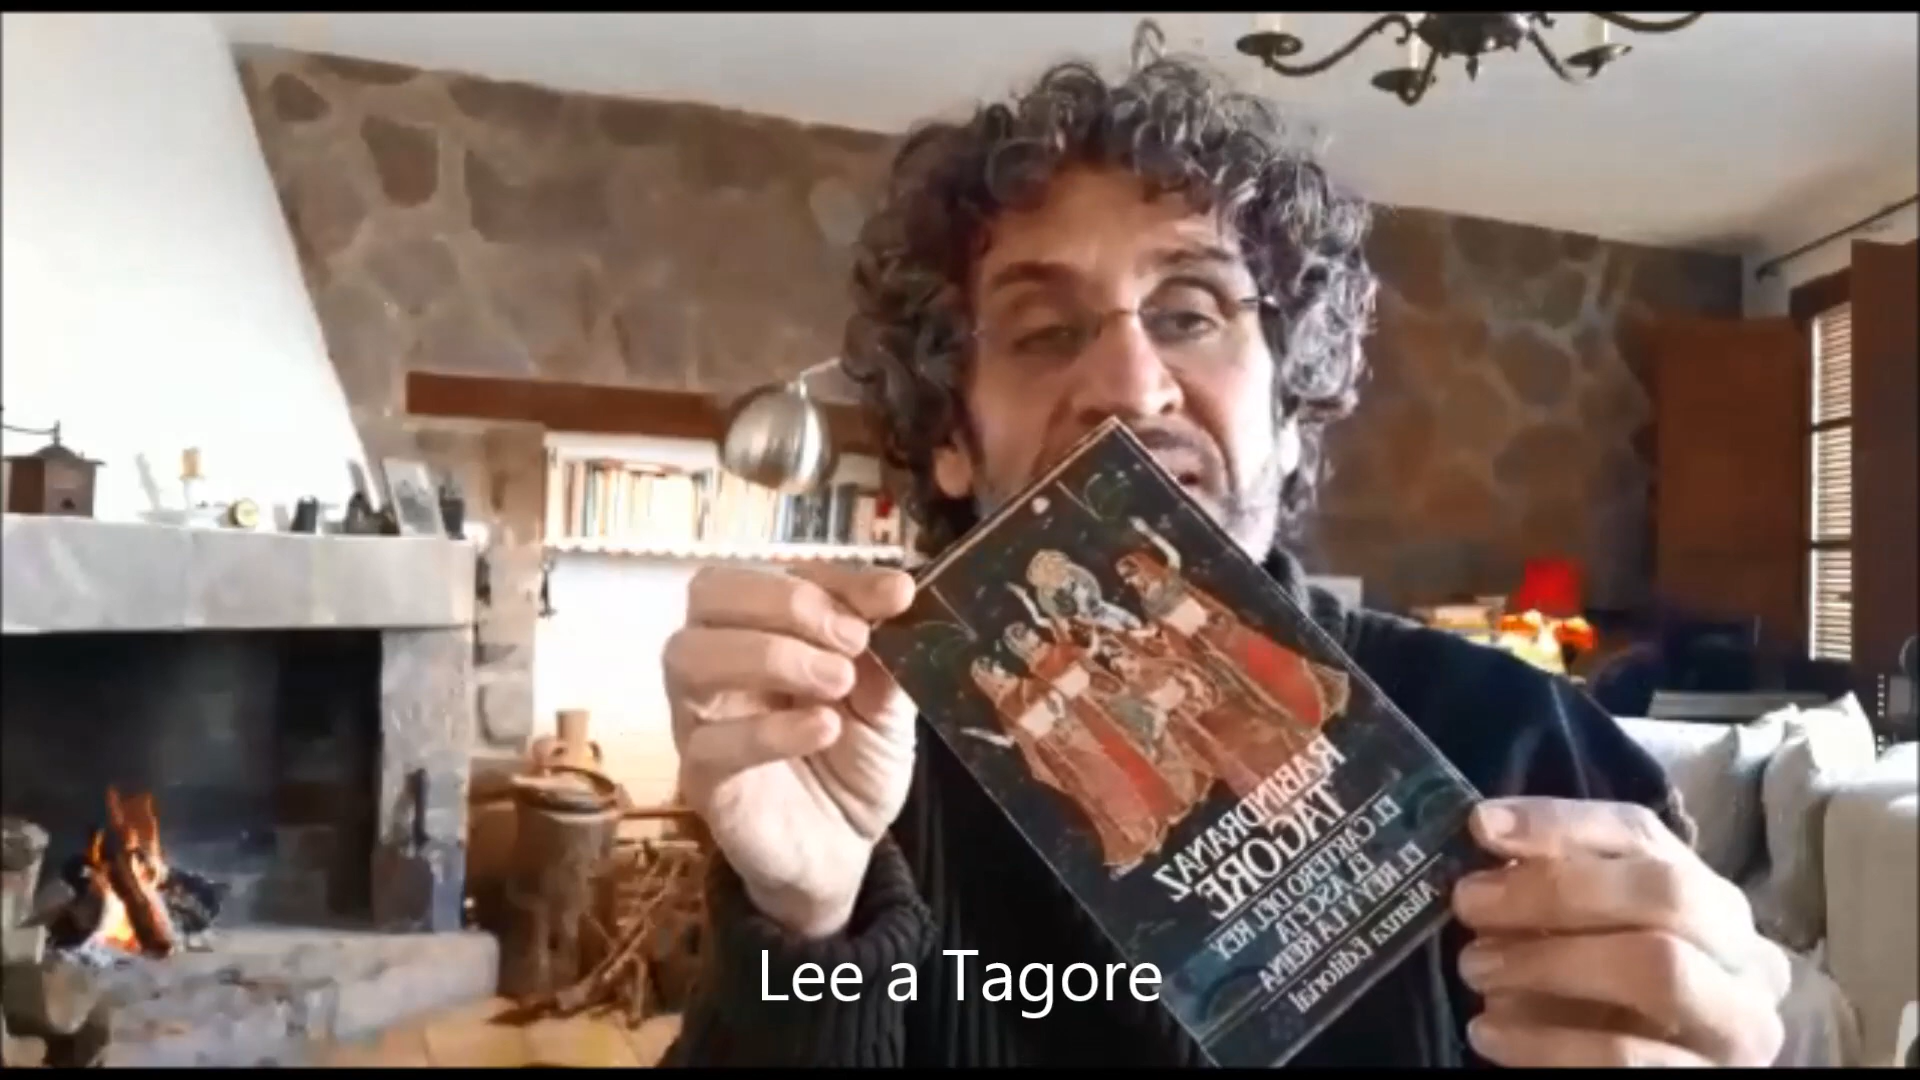 RABINDRANAZ
TAGORE
EL CARTERO DEL REY
EL ASCETA
EL REY Y LA REINA
Alianza Editorial
Lee a Tagore